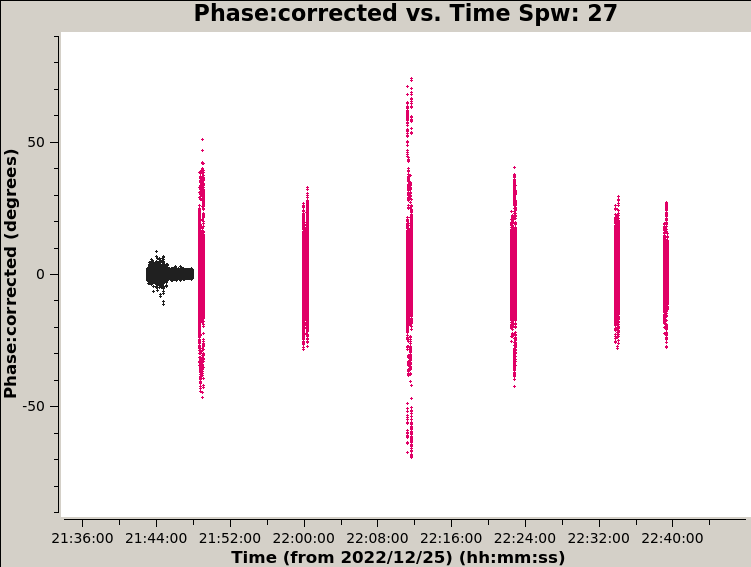 Phase:corrected vs. Time Spw: 27
Phase:corrected (degrees)
50
0
-50
21:36:00 21:44:00 21:52:00 22:00:00 22:08:00 22:16:00 22:24:00 22:32:00 22:40:00
Time (from 2022/12/25) (hh:mm:ss)